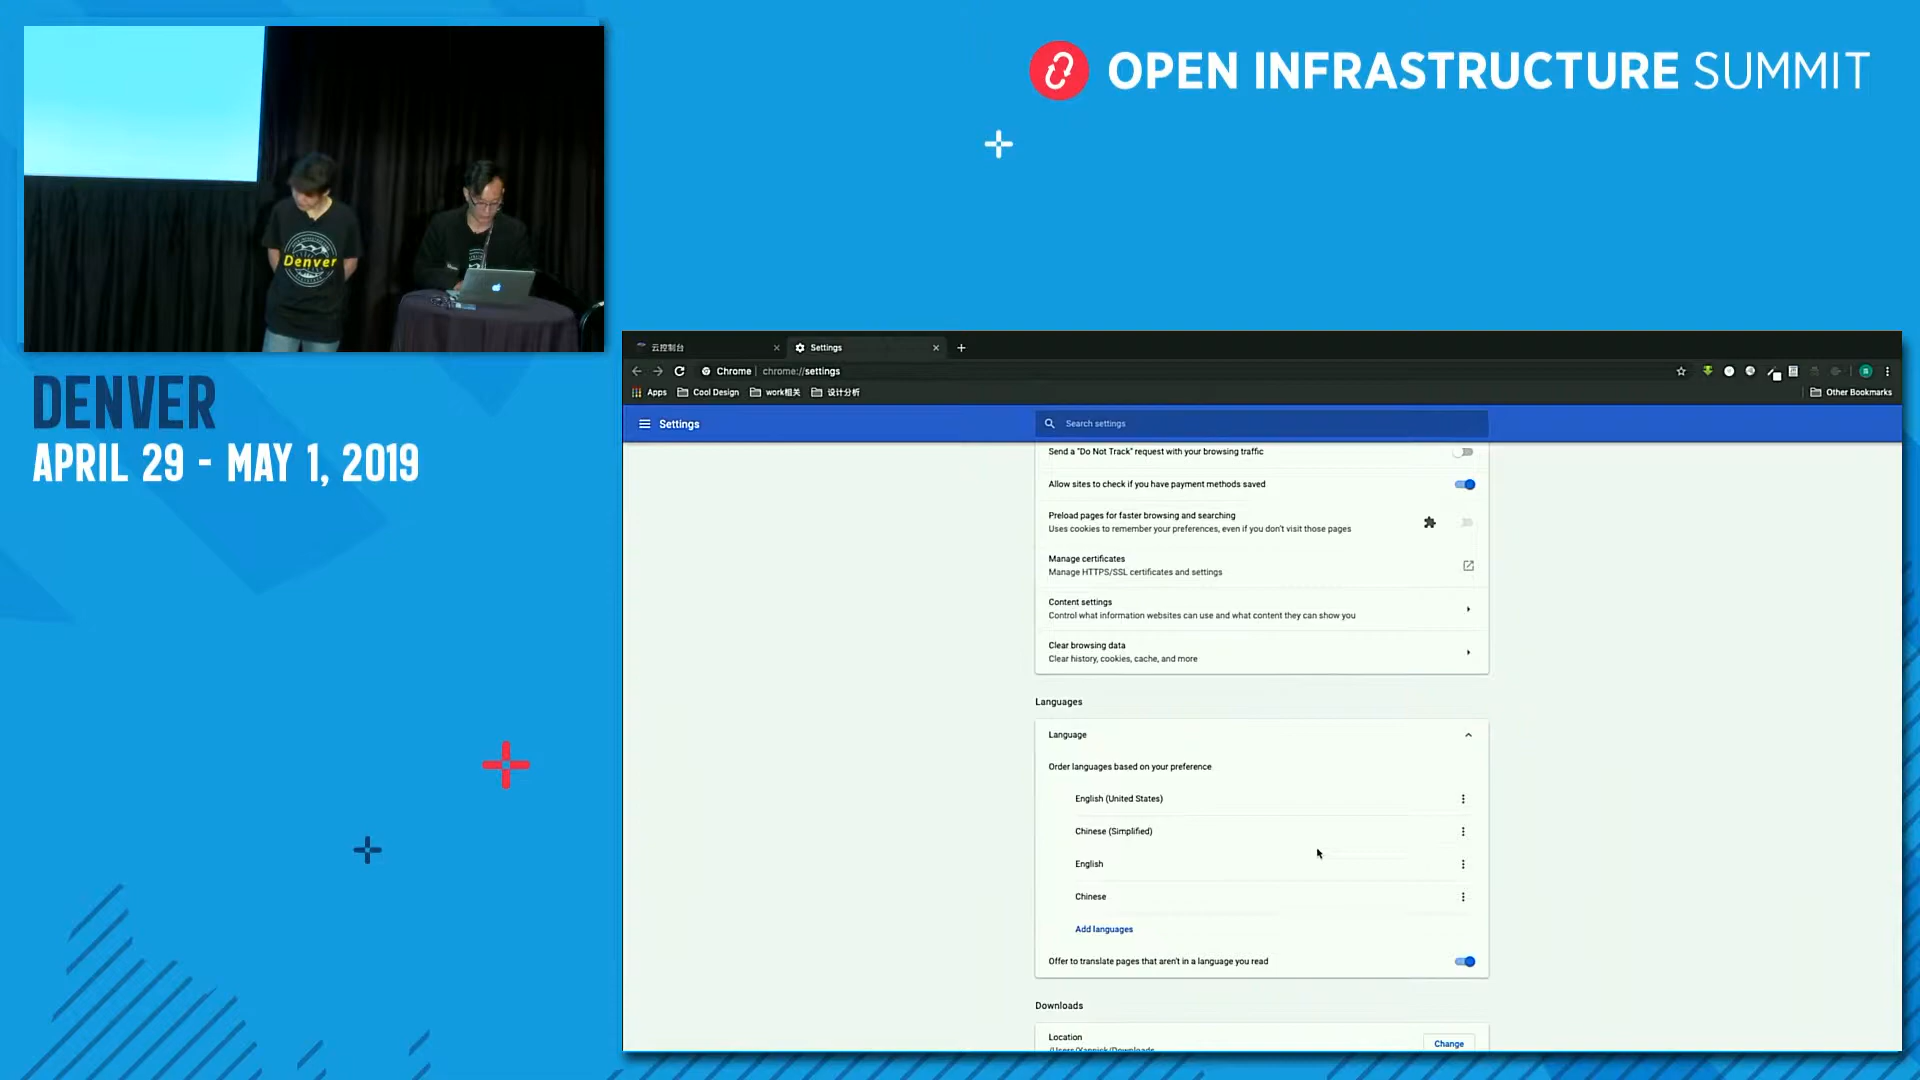 OPEN INFRASTRUCTURE SUMMIT
Denver
DENVER
APRIL 29 - MAY 1, 2019
云控制台
Settings
Chrome
chrome://settings
Apps
Cool Design
work相关
设计分析
Other Bookmarks
Settings
Search settings
Send a "Do Not Track" request with your browsing traffic
Allow sites to check if you have payment methods saved
Preload pages for faster browsing and searching
Uses cookies to remember your preferences, even if you don't visit those pages
Manage certificates
Manage HTTPS/SSL certificates and settings
Content settings
Control what information websites can use and what content they can show you
Clear browsing data
Clear history, cookies, cache, and more
Languages
Language
Order languages based on your preference
English (United States)
Chinese (Simplified)
English
Chinese
Add languages
Offer to translate pages that aren't in a language you read
Downloads
Location
/Users/Yannick/Downloads
Change